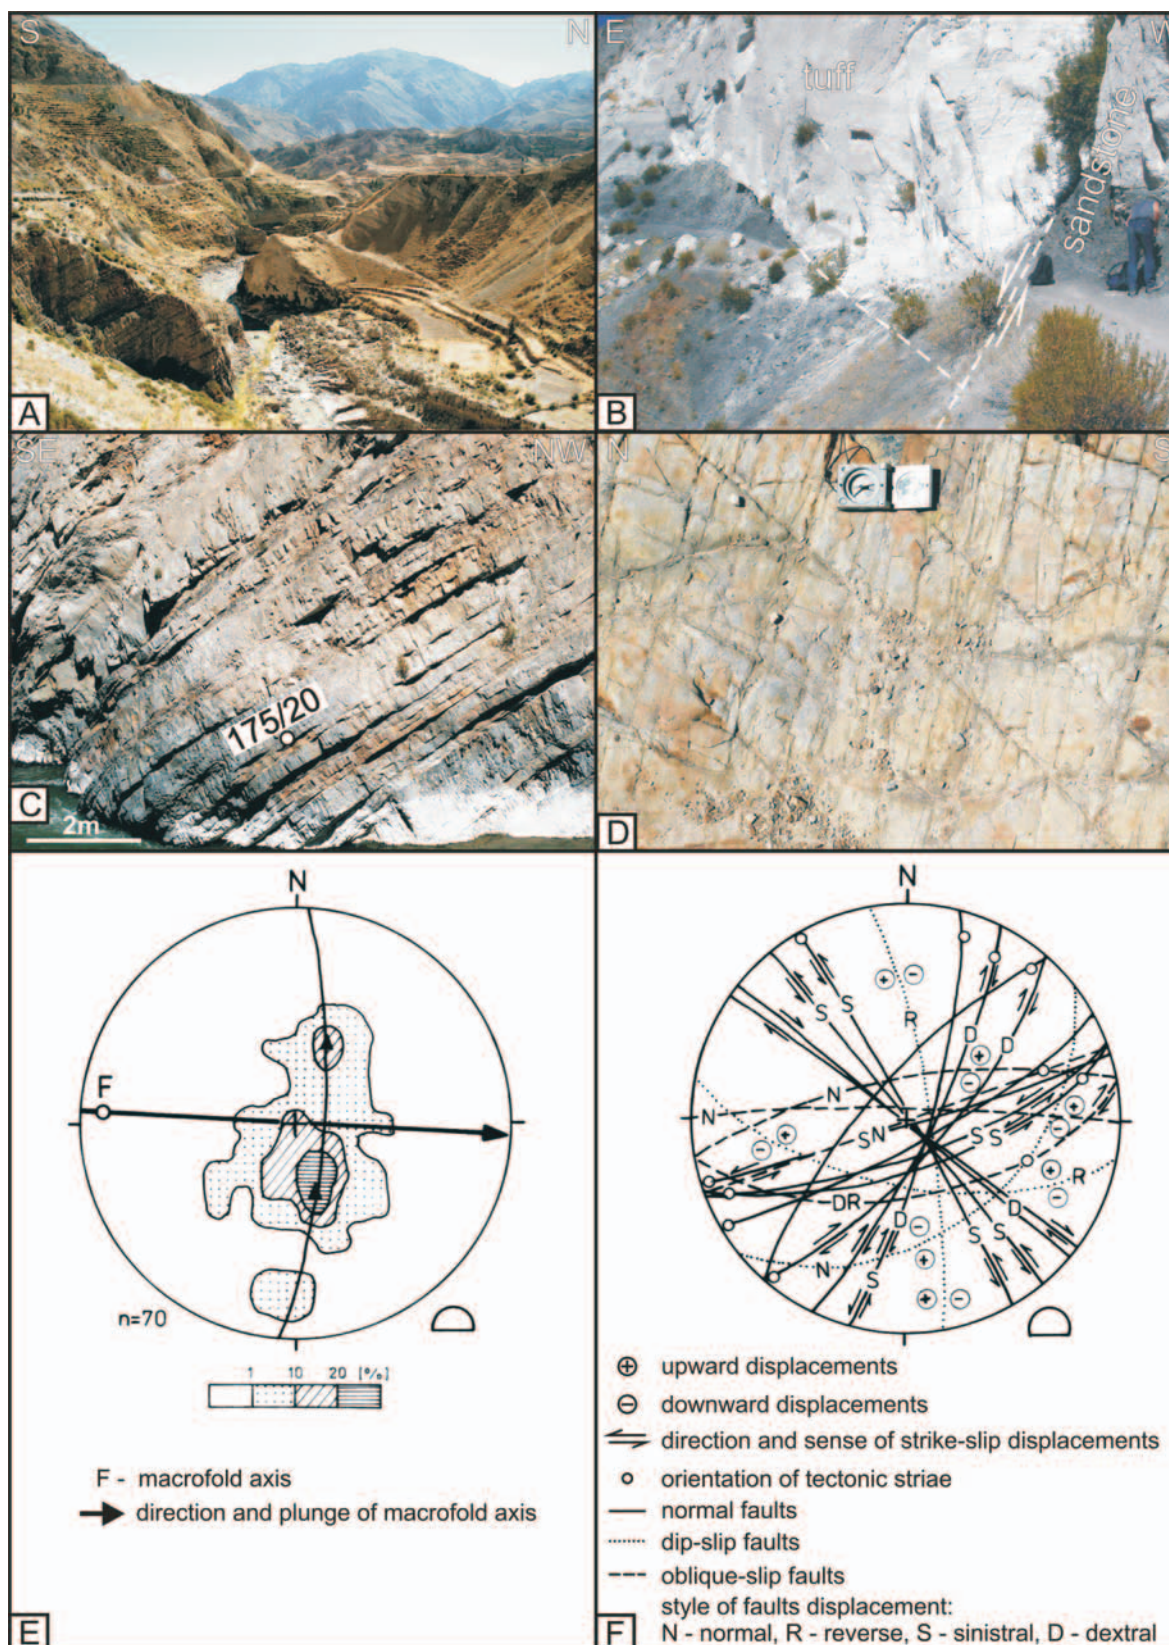 S N
A
E W
tuff
sandstone
B
SE NW
175/20
2m
C
N S
D
N
F
n=70
1 10 20 [%]
F - macrofold axis
direction and plunge of macrofold axis
E
N
S
S
R
D
D
N
N
S N
S S
R
DR
D
D
N
S
S
S
upward displacements
downward displacements
direction and sense of strike-slip displacements
orientation of tectonic striae
normal faults
dip-slip faults
oblique-slip faults
style of faults displacement:
N - normal, R - reverse, S - sinistral, D - dextral
F